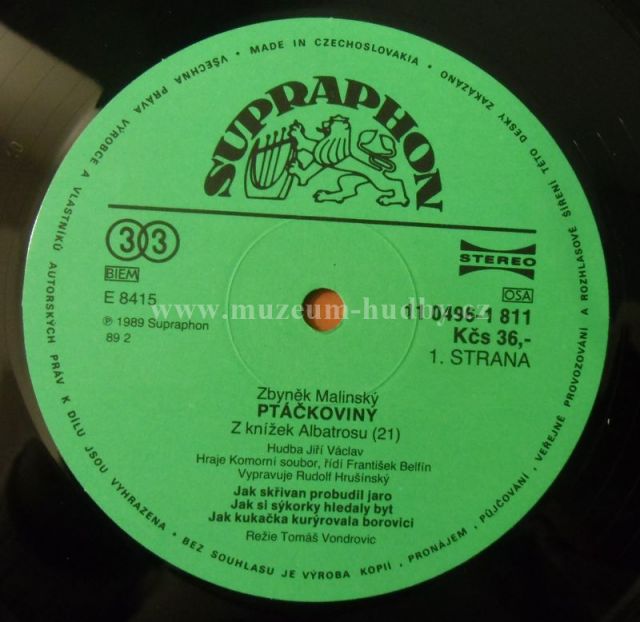 VŠECHNA PRÁVA VÝROBCE A VLASTNÍKŮ AUTORSKÝCH PRÁV K DÍLU JSOU VYHRAZENA • BEZ SOUHLASU JE VÝROBA KOPIÍ, PRONÁJEM, PŮJČOVÁNÍ, VEŘEJNÉ PROVOZOVÁNÍ A ROZHLASOVÉ ŠÍŘENÍ TÉTO DESKY ZAKÁZÁNO • MADE IN CZECHOSLOVAKIA •
SUPRAPHON
33
STEREO
BIEM
OSA
E 8415
www.muzeum-hudby.cz
11 0496-1 811
℗ 1989 Supraphon
Kčs 36,-
89 2
1. STRANA
Zbyněk Malinský
PTÁČKOVINY
Z knížek Albatrosu (21)
Hudba Jiří Václav
Hraje Komorní soubor, řídí František Belfín
Vypravuje Rudolf Hrušínský
Jak skřivan probudil jaro
Jak si sýkorky hledaly byt
Jak kukačka kurýrovala borovici
Režie Tomáš Vondrovic